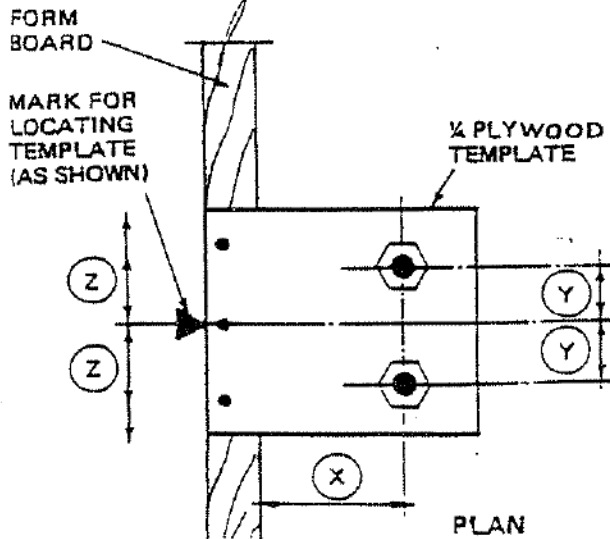 FORM
BOARD
MARK FOR
LOCATING
TEMPLATE
(AS SHOWN)
¼ PLYWOOD
TEMPLATE
Z
Z
Y
Y
X
PLAN